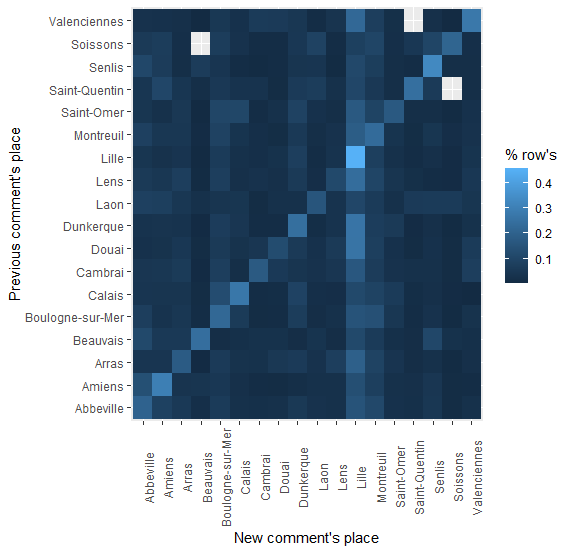 Previous comment's place
Valenciennes
Soissons
Senlis
Saint-Quentin
Saint-Omer
Montreuil
Lille
Lens
Laon
Dunkerque
Douai
Cambrai
Calais
Boulogne-sur-Mer
Beauvais
Arras
Amiens
Abbeville
Abbeville
Amiens
Arras
Beauvais
Boulogne-sur-Mer
Calais
Cambrai
Douai
Dunkerque
Laon
Lens
Lille
Montreuil
Saint-Omer
Saint-Quentin
Senlis
Soissons
Valenciennes
New comment's place
% row's
0.4
0.3
0.2
0.1